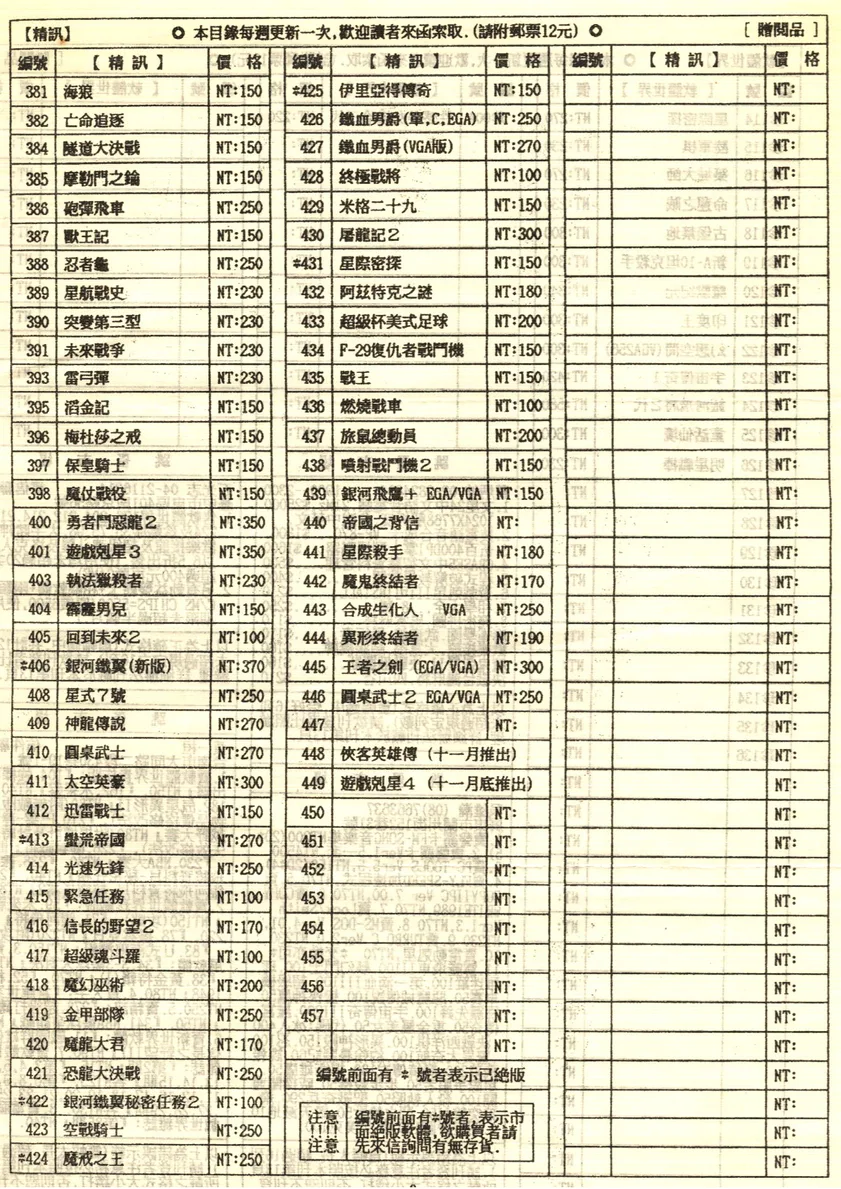 【精訊】 ◎ 本目錄每週更新一次,歡迎讀者來函索取.(請附郵票12元) ◎ [ 贈閱品 ]
編號 【 精 訊 】 價 格 編號 【 精 訊 】 價 格 編號 【 精 訊 】 價 格
381 海狼 NT:150 ‡425 伊里亞得傳奇 NT:150 NT:
382 亡命追逐 NT:150 426 鐵血男爵(單,C,EGA) NT:250 NT:
384 隧道大決戰 NT:150 427 鐵血男爵(VGA版) NT:270 NT:
385 摩勒門之鑰 NT:150 428 終極戰將 NT:100 NT:
386 砲彈飛車 NT:250 429 米格二十九 NT:150 NT:
387 獸王記 NT:150 430 屠龍記2 NT:300 NT:
388 忍者龜 NT:250 ‡431 星際密探 NT:150 NT:
389 星航戰史 NT:230 432 阿茲特克之謎 NT:180 NT:
390 突變第三型 NT:230 433 超級杯美式足球 NT:200 NT:
391 未來戰爭 NT:230 434 F-29復仇者戰鬥機 NT:150 NT:
393 雷弓彈 NT:230 435 戰王 NT:150 NT:
395 滔金記 NT:150 436 燃燒戰車 NT:100 NT:
396 梅杜莎之戒 NT:150 437 旅鼠總動員 NT:200 NT:
397 保皇騎士 NT:150 438 噴射戰鬥機2 NT:150 NT:
398 魔仗戰役 NT:150 439 銀河飛鷹+ EGA/VGA NT:150 NT:
400 勇者鬥惡龍2 NT:350 440 帝國之背信 NT: NT:
401 遊戲剋星3 NT:350 441 星際殺手 NT:180 NT:
403 執法獵殺者 NT:230 442 魔鬼終結者 NT:170 NT:
404 霹靂男兒 NT:150 443 合成生化人 VGA NT:250 NT:
405 回到未來2 NT:100 444 異形終結者 NT:190 NT:
‡406 銀河鐵翼(新版) NT:370 445 王者之劍 (EGA/VGA) NT:300 NT:
408 星式7號 NT:250 446 圓桌武士2 EGA/VGA NT:250 NT:
409 神龍傳說 NT:270 447 NT: NT:
410 圓桌武士 NT:270 448 俠客英雄傳 (十一月推出) NT:
411 太空英豪 NT:300 449 遊戲剋星4 (十一月底推出) NT:
412 迅雷戰士 NT:150 450 NT: NT:
‡413 蠻荒帝國 NT:270 451 NT: NT:
414 光速先鋒 NT:250 452 NT: NT:
415 緊急任務 NT:100 453 NT: NT:
416 信長的野望2 NT:170 454 NT: NT:
417 超級魂斗羅 NT:100 455 NT: NT:
418 魔幻巫術 NT:200 456 NT: NT:
419 金甲部隊 NT:250 457 NT: NT:
420 魔龍大君 NT:170 NT: NT:
421 恐龍大決戰 NT:250 編號前面有 ‡ 號者表示已絶版 NT:
‡422 銀河鐵翼秘密任務2 NT:100 NT:
423 空戰騎士 NT:250 注意 編號前面有‡號者,表示市 NT:
!!!! 面絶版軟體,欲購買者請
‡424 魔戒之王 NT:250 注意 先來信詢問有無存貨. NT: